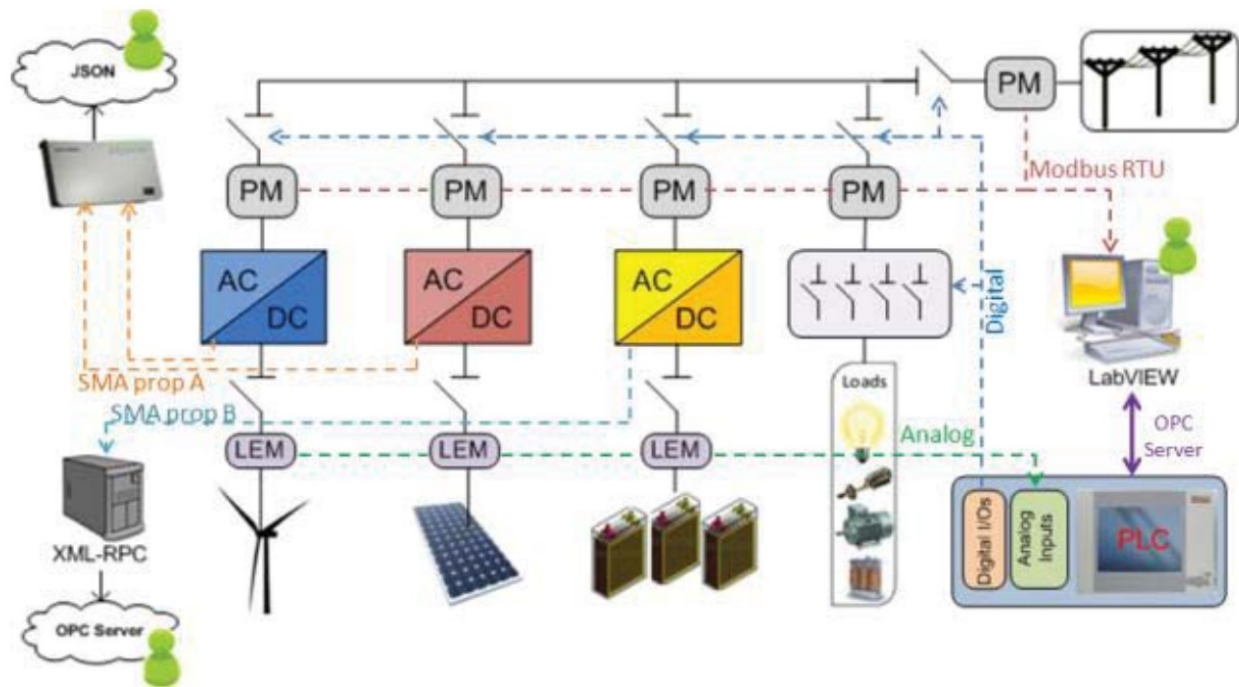 JSON
PM
Modbus RTU
PM
PM
PM
PM
AC
DC
AC
DC
AC
DC
Digital
LabVIEW
SMA prop A
SMA prop B
Loads
LEM
LEM
LEM
Analog
OPC
Server
XML-RPC
Digital I/Os
Analog
Inputs
PLC
OPC Server